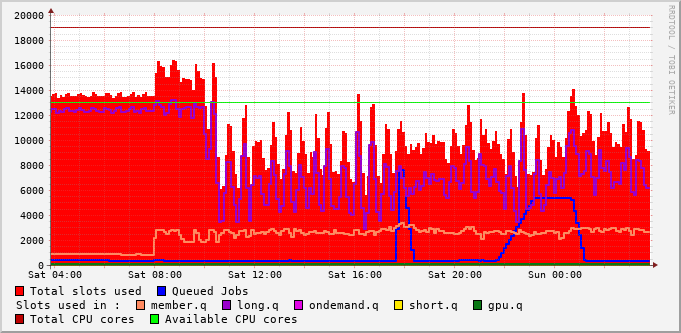 20000
18000
16000
14000
12000
10000
8000
6000
4000
2000
0
Sat 04:00 Sat 08:00 Sat 12:00 Sat 16:00 Sat 20:00 Sun 00:00
Total slots used Queued Jobs
Slots used in : member.q long.q ondemand.q short.q gpu.q
Total CPU cores Available CPU cores
RRDTOOL / TOBI OETIKER